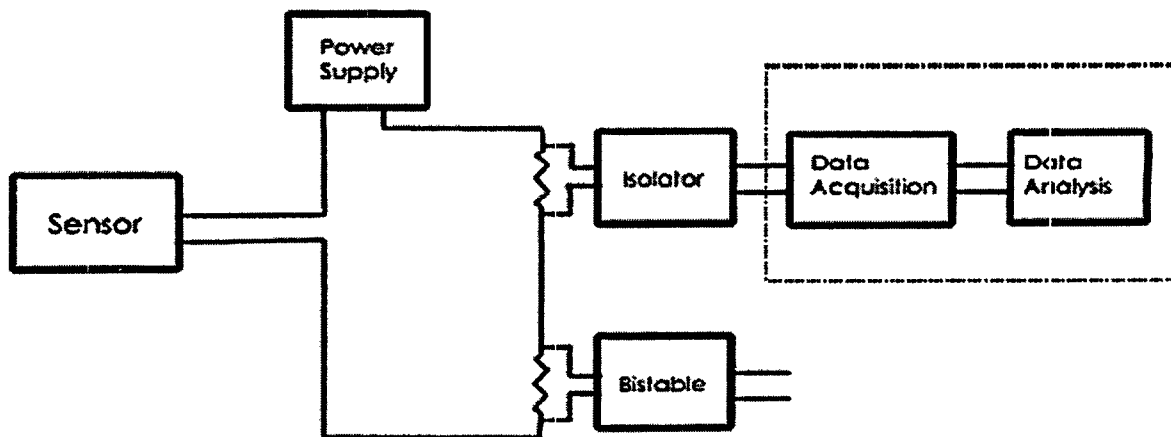 Power
Supply
Sensor
Isolator
Data
Acquisition
Data
Analysis
Bistable